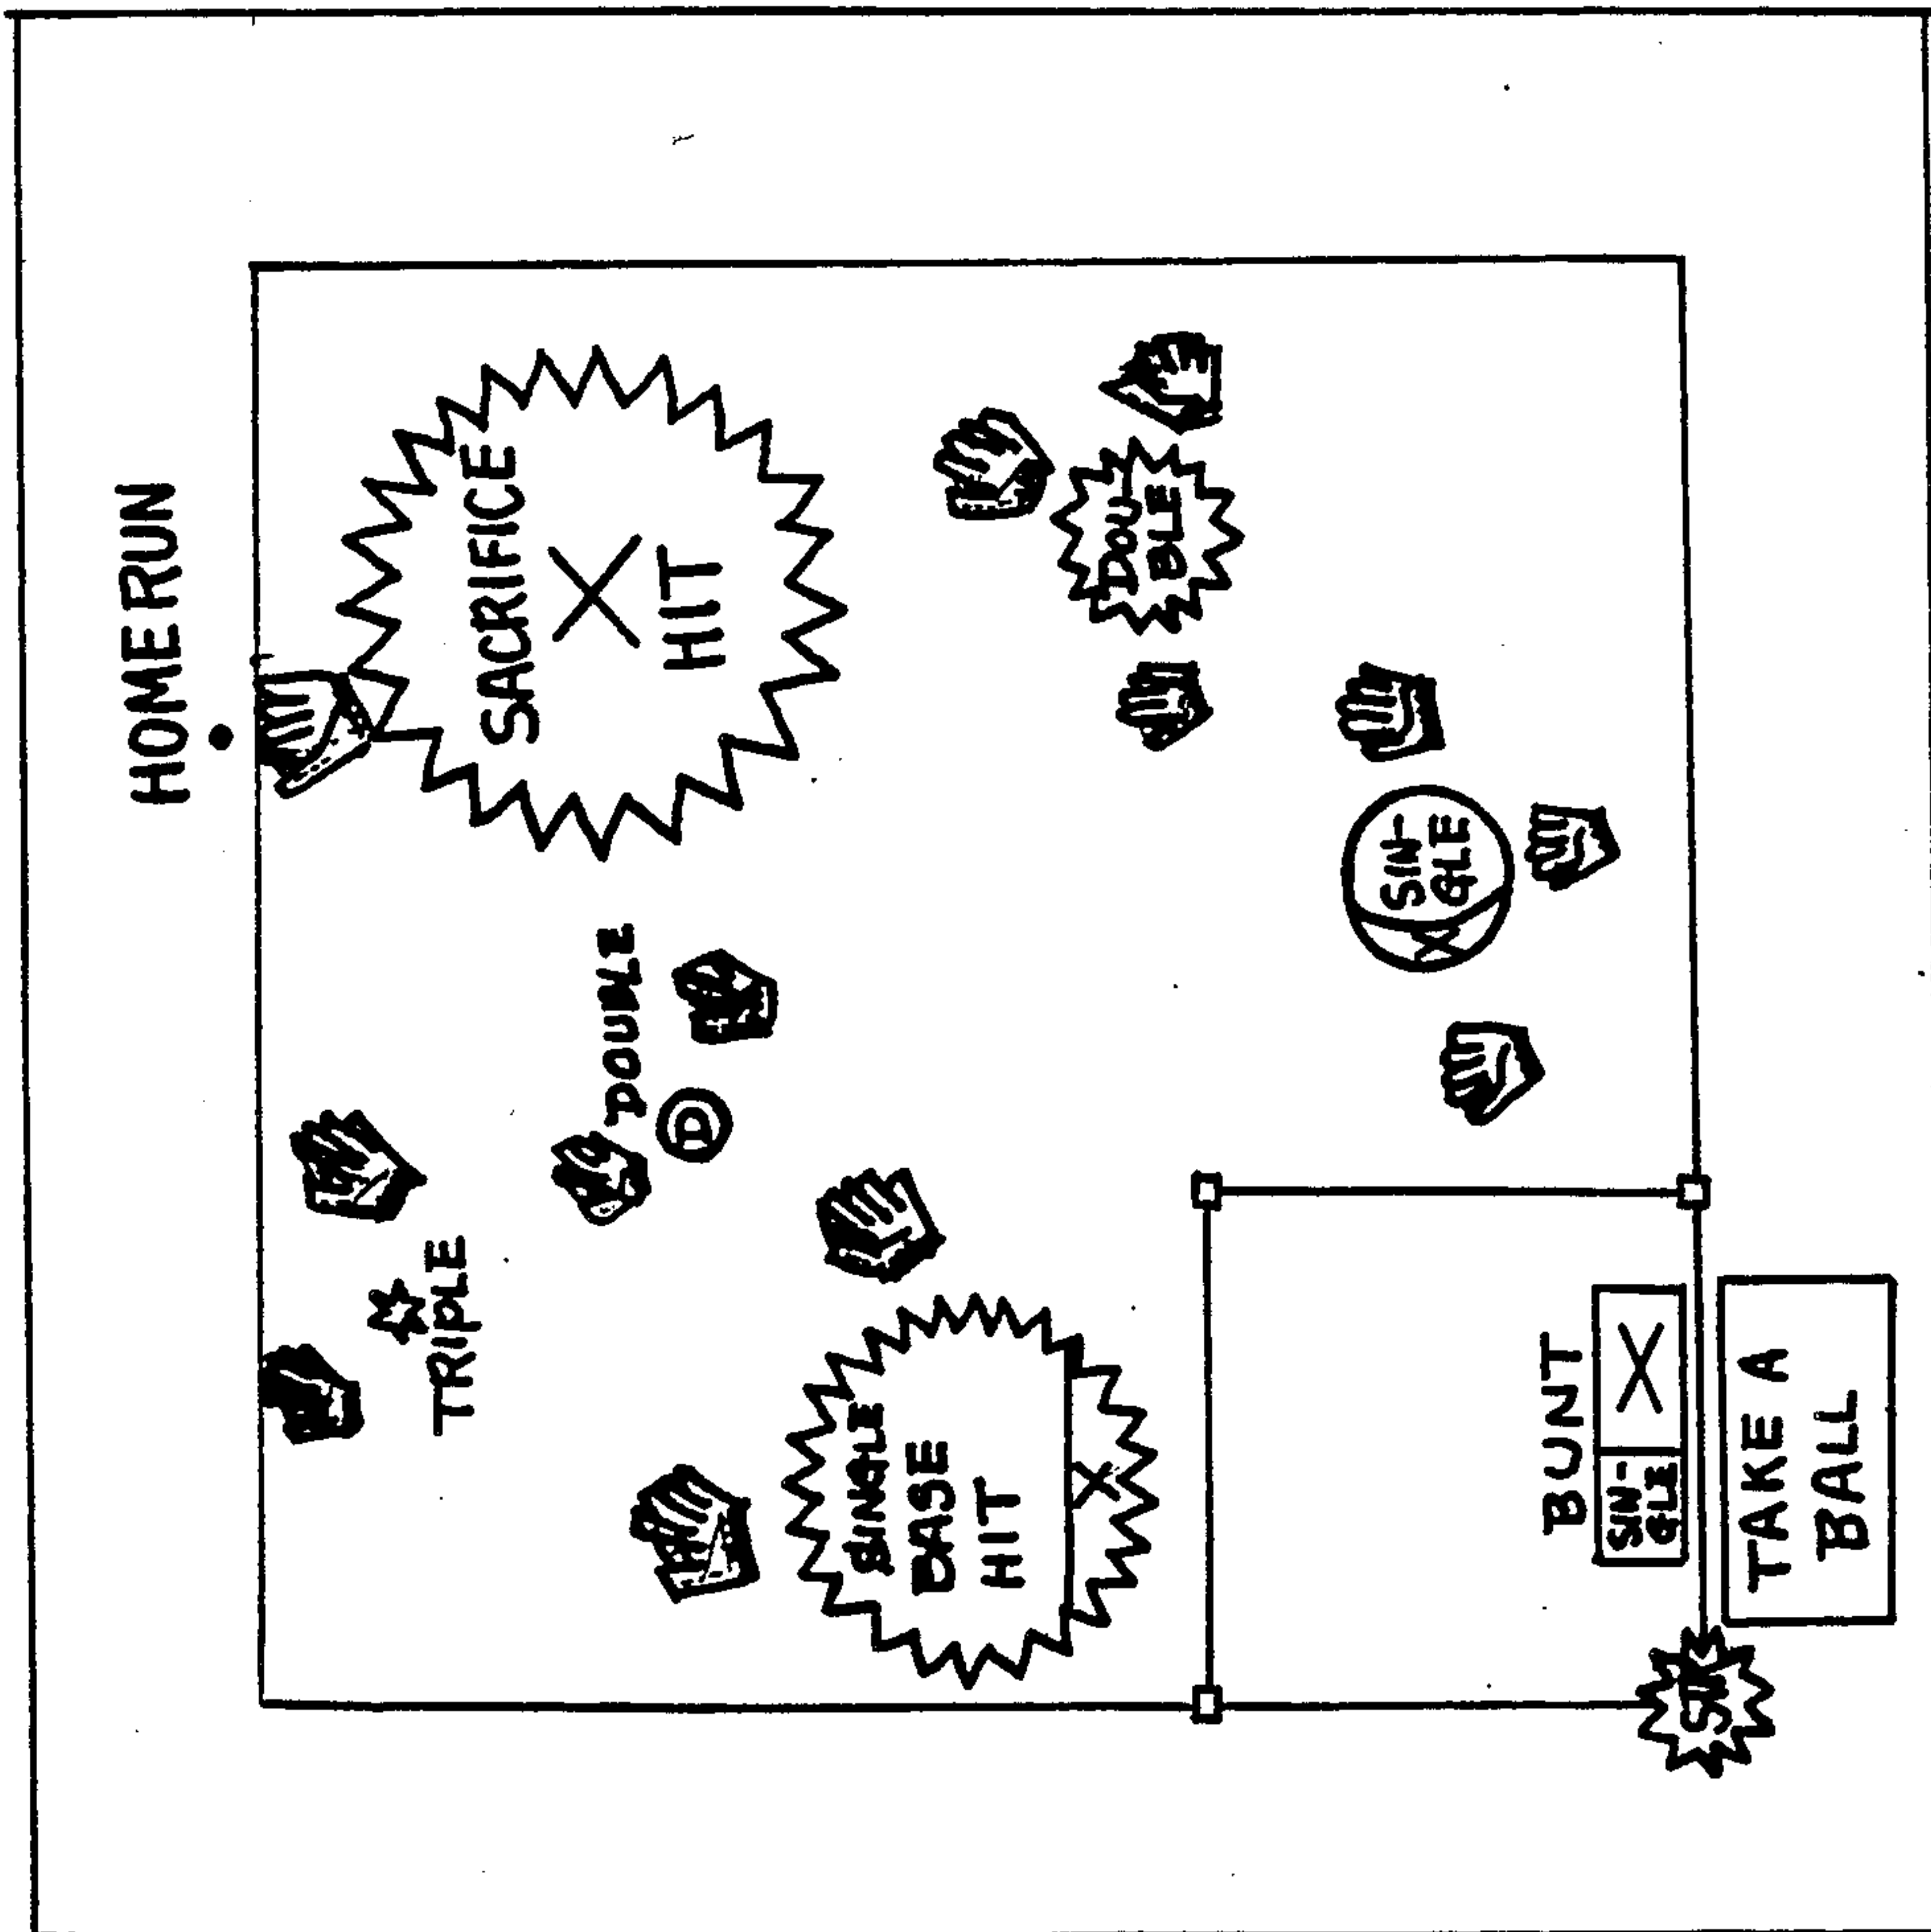 HOME RUN
TRIPLE
SACRIFICE
X
HIT
DOUBLE
D
SINGLE
BASE
HIT
X
DOU
BLE
SIN-
GLE
X
BUNT
SIN-
GLE
X
TAKE A
BALL